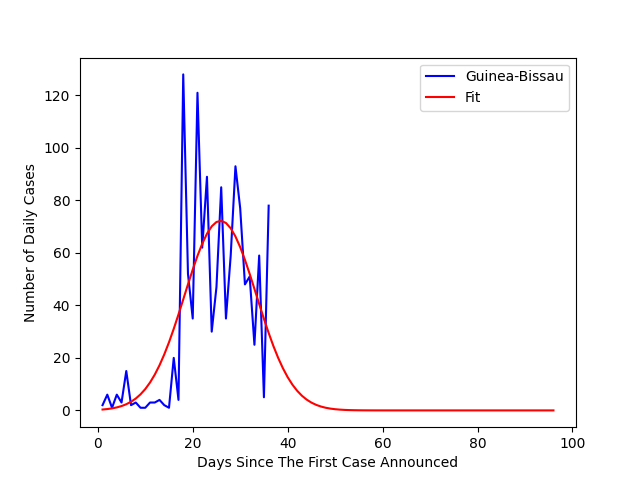 Guinea-Bissau
Fit
120
100
80
60
40
20
0
Number of Daily Cases
0 20 40 60 80 100
Days Since The First Case Announced